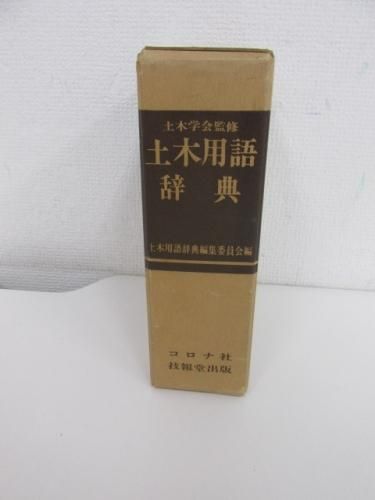 土木学会監修
土木用語
辞典
土木用語辞典編集委員会編
コロナ社
技報堂出版